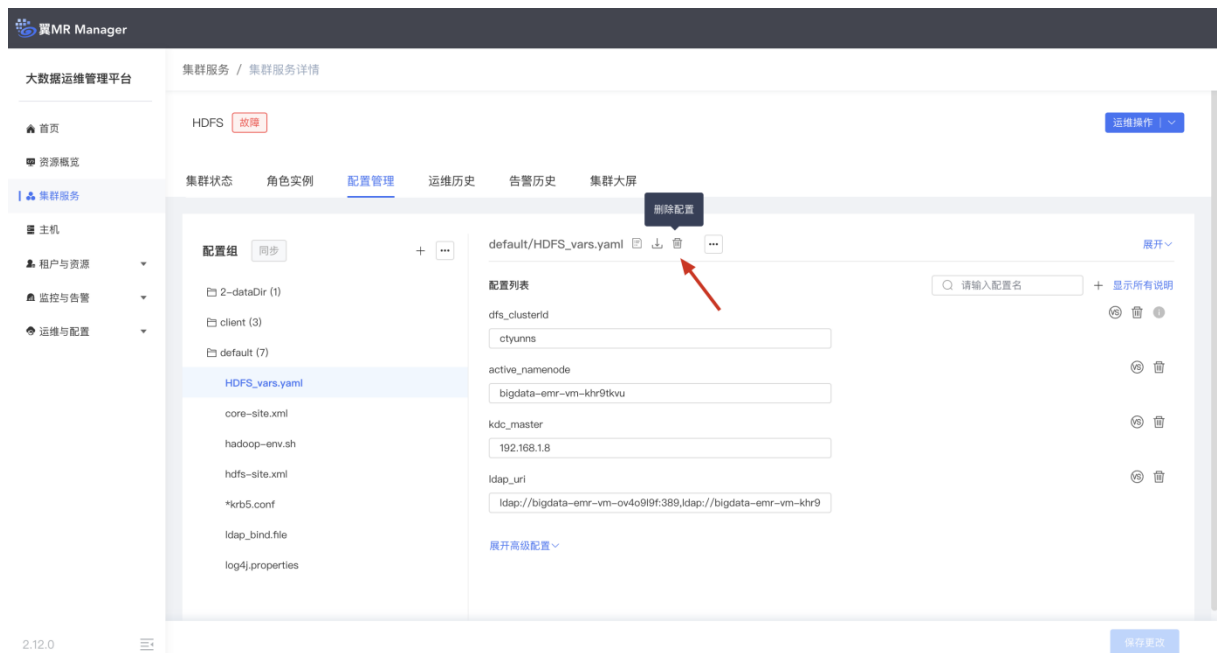 翼MR Manager
大数据运维管理平台
首页
资源概览
集群服务
主机
租户与资源
监控与告警
运维与配置
2.12.0
集群服务 / 集群服务详情
HDFS 故障
运维操作
集群状态 角色实例 配置管理 运维历史 告警历史 集群大屏
删除配置
配置组 同步
2-dataDir (1)
client (3)
default (7)
HDFS_vars.yaml
core-site.xml
hadoop-env.sh
hdfs-site.xml
*krb5.conf
ldap_bind.file
log4j.properties
default/HDFS_vars.yaml
展开
配置列表
请输入配置名
显示所有说明
dfs_clusterId
VS
ctyunns
active_namenode
VS
bigdata-emr-vm-khr9tkvu
kdc_master
VS
192.168.1.8
ldap_uri
VS
ldap://bigdata-emr-vm-ov4o9l9f:389,ldap://bigdata-emr-vm-khr9
展开高级配置
保存更改